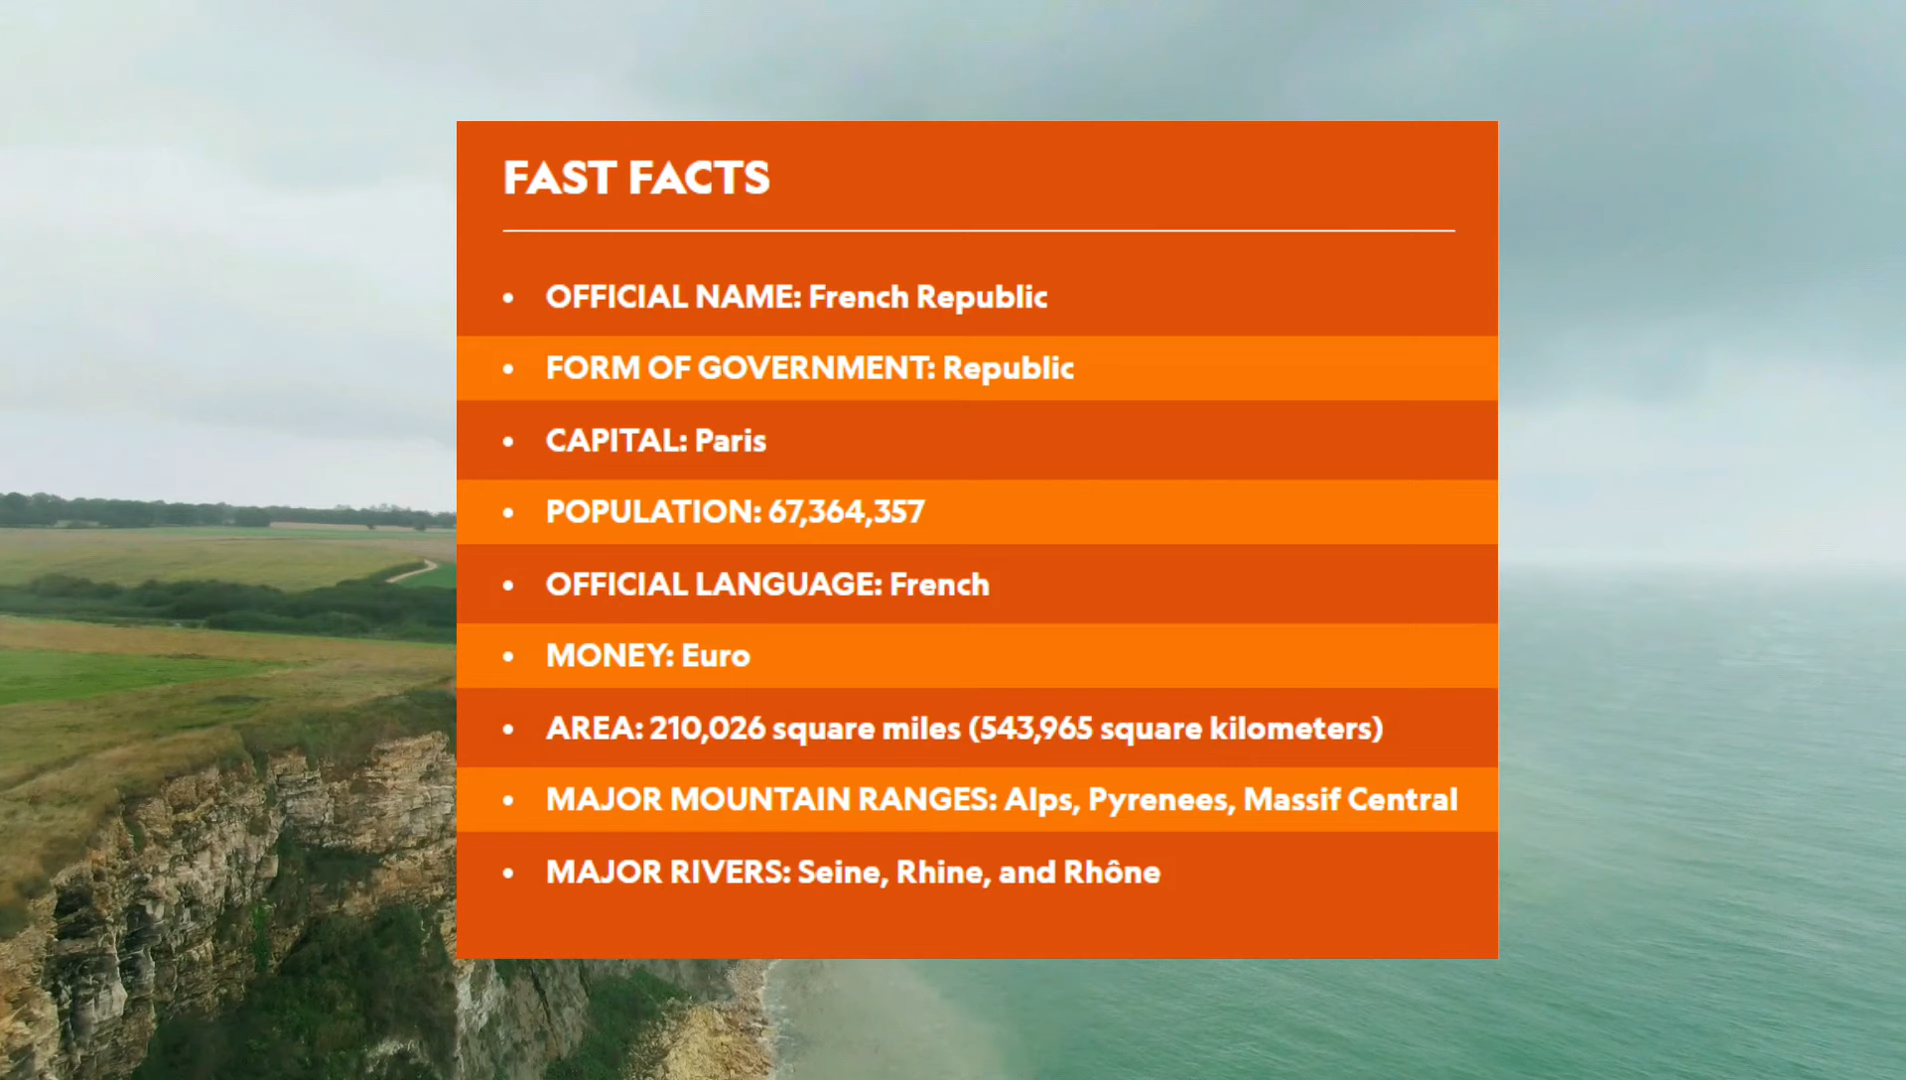 FAST FACTS
• OFFICIAL NAME: French Republic
• FORM OF GOVERNMENT: Republic
• CAPITAL: Paris
• POPULATION: 67,364,357
• OFFICIAL LANGUAGE: French
• MONEY: Euro
• AREA: 210,026 square miles (543,965 square kilometers)
• MAJOR MOUNTAIN RANGES: Alps, Pyrenees, Massif Central
• MAJOR RIVERS: Seine, Rhine, and Rhône